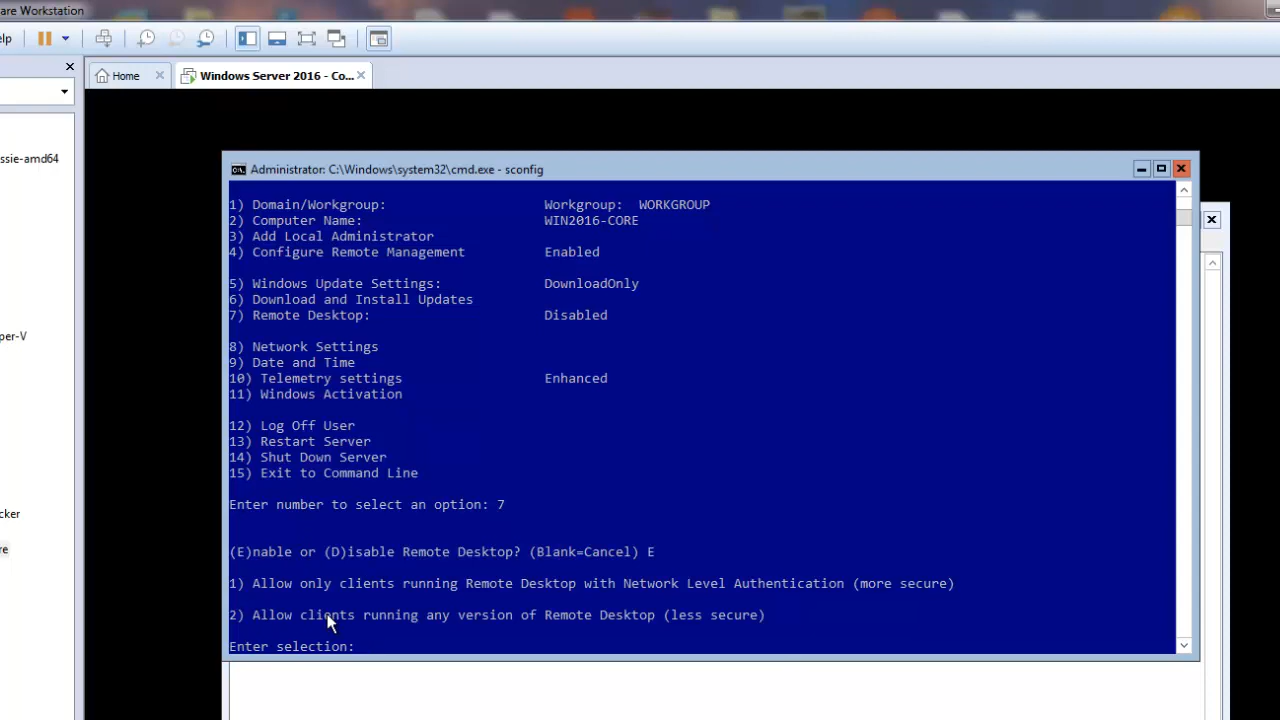 are Workstation
elp
Home
Windows Server 2016 - Co...
ssie-amd64
per-V
cker
re
Administrator: C:\Windows\system32\cmd.exe - sconfig
1) Domain/Workgroup: Workgroup: WORKGROUP
2) Computer Name: WIN2016-CORE
3) Add Local Administrator
4) Configure Remote Management Enabled
5) Windows Update Settings: DownloadOnly
6) Download and Install Updates
7) Remote Desktop: Disabled
8) Network Settings
9) Date and Time
10) Telemetry settings Enhanced
11) Windows Activation
12) Log Off User
13) Restart Server
14) Shut Down Server
15) Exit to Command Line
Enter number to select an option: 7
(E)nable or (D)isable Remote Desktop? (Blank=Cancel) E
1) Allow only clients running Remote Desktop with Network Level Authentication (more secure)
2) Allow clients running any version of Remote Desktop (less secure)
Enter selection: